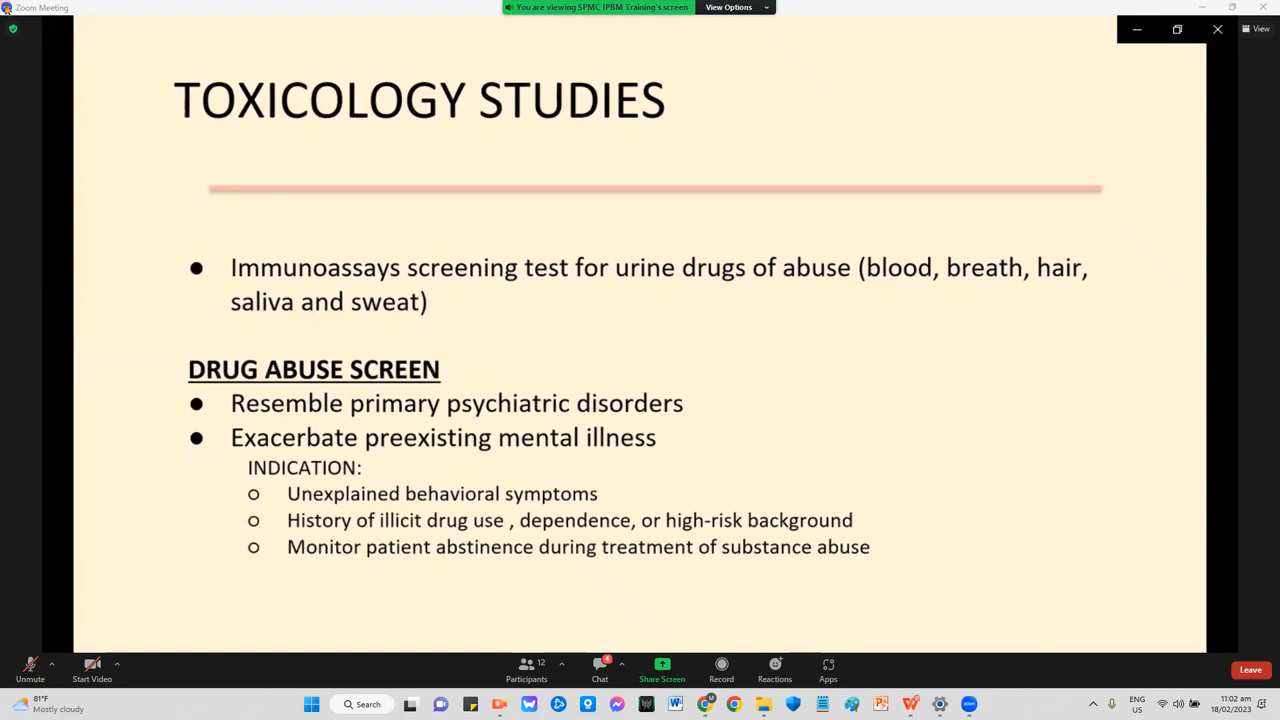 Zoom Meeting
You are viewing SPMC IPBM Training's screen
View Options
View
TOXICOLOGY STUDIES
● Immunoassays screening test for urine drugs of abuse (blood, breath, hair,
saliva and sweat)
DRUG ABUSE SCREEN
● Resemble primary psychiatric disorders
● Exacerbate preexisting mental illness
INDICATION:
○ Unexplained behavioral symptoms
○ History of illicit drug use , dependence, or high-risk background
○ Monitor patient abstinence during treatment of substance abuse
Unmute
Start Video
12
Participants
4
Chat
Share Screen
Record
Reactions
Apps
Leave
81°F
Mostly cloudy
Search
ENG
US
11:02 am
18/02/2023